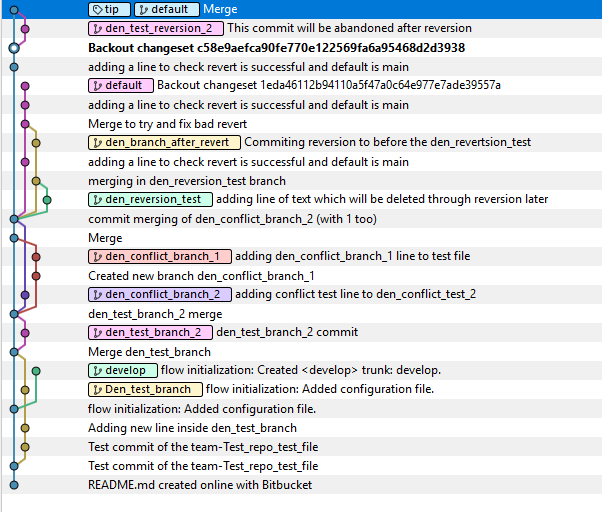 tip default Merge
den_test_reversion_2 This commit will be abandoned after reversion
Backout changeset c58e9aefca90fe770e122569fa6a95468d2d3938
adding a line to check revert is successful and default is main
default Backout changeset 1eda46112b94110a5f47a0c64e977e7ade39557a
adding a line to check revert is successful and default is main
Merge to try and fix bad revert
den_branch_after_revert Commiting reversion to before the den_revertsion_test
adding a line to check revert is successful and default is main
merging in den_reversion_test branch
den_reversion_test adding line of text which will be deleted through reversion later
commit merging of den_conflict_branch_2 (with 1 too)
Merge
den_conflict_branch_1 adding den_conflict_branch_1 line to test file
Created new branch den_conflict_branch_1
den_conflict_branch_2 adding conflict test line to den_conflict_test_2
den_test_branch_2 merge
den_test_branch_2 den_test_branch_2 commit
Merge den_test_branch
develop flow initialization: Created <develop> trunk: develop.
Den_test_branch flow initialization: Added configuration file.
flow initialization: Added configuration file.
Adding new line inside den_test_branch
Test commit of the team-Test_repo_test_file
Test commit of the team-Test_repo_test_file
README.md created online with Bitbucket